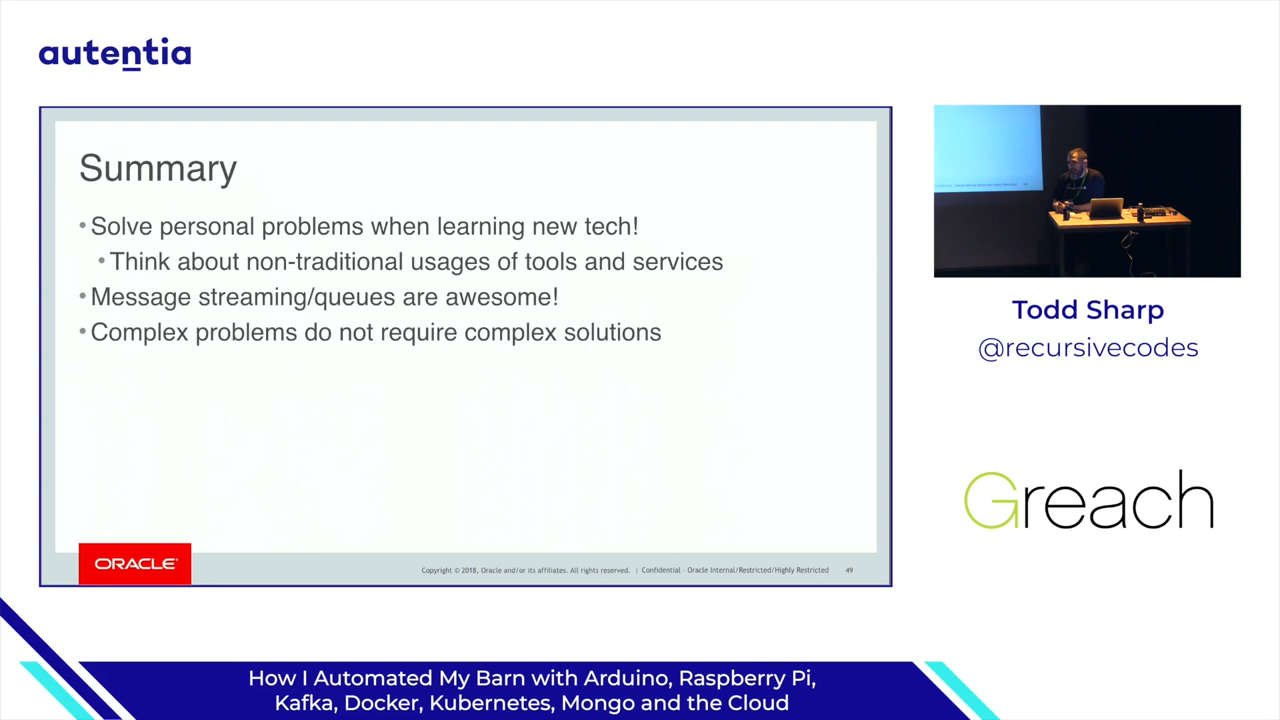 autentia
Summary
• Solve personal problems when learning new tech!
• Think about non-traditional usages of tools and services
• Message streaming/queues are awesome!
• Complex problems do not require complex solutions
ORACLE
Copyright © 2018, Oracle and/or its affiliates. All rights reserved. | Confidential – Oracle Internal/Restricted/Highly Restricted 49
Todd Sharp
@recursivecodes
Greach
How I Automated My Barn with Arduino, Raspberry Pi,
Kafka, Docker, Kubernetes, Mongo and the Cloud